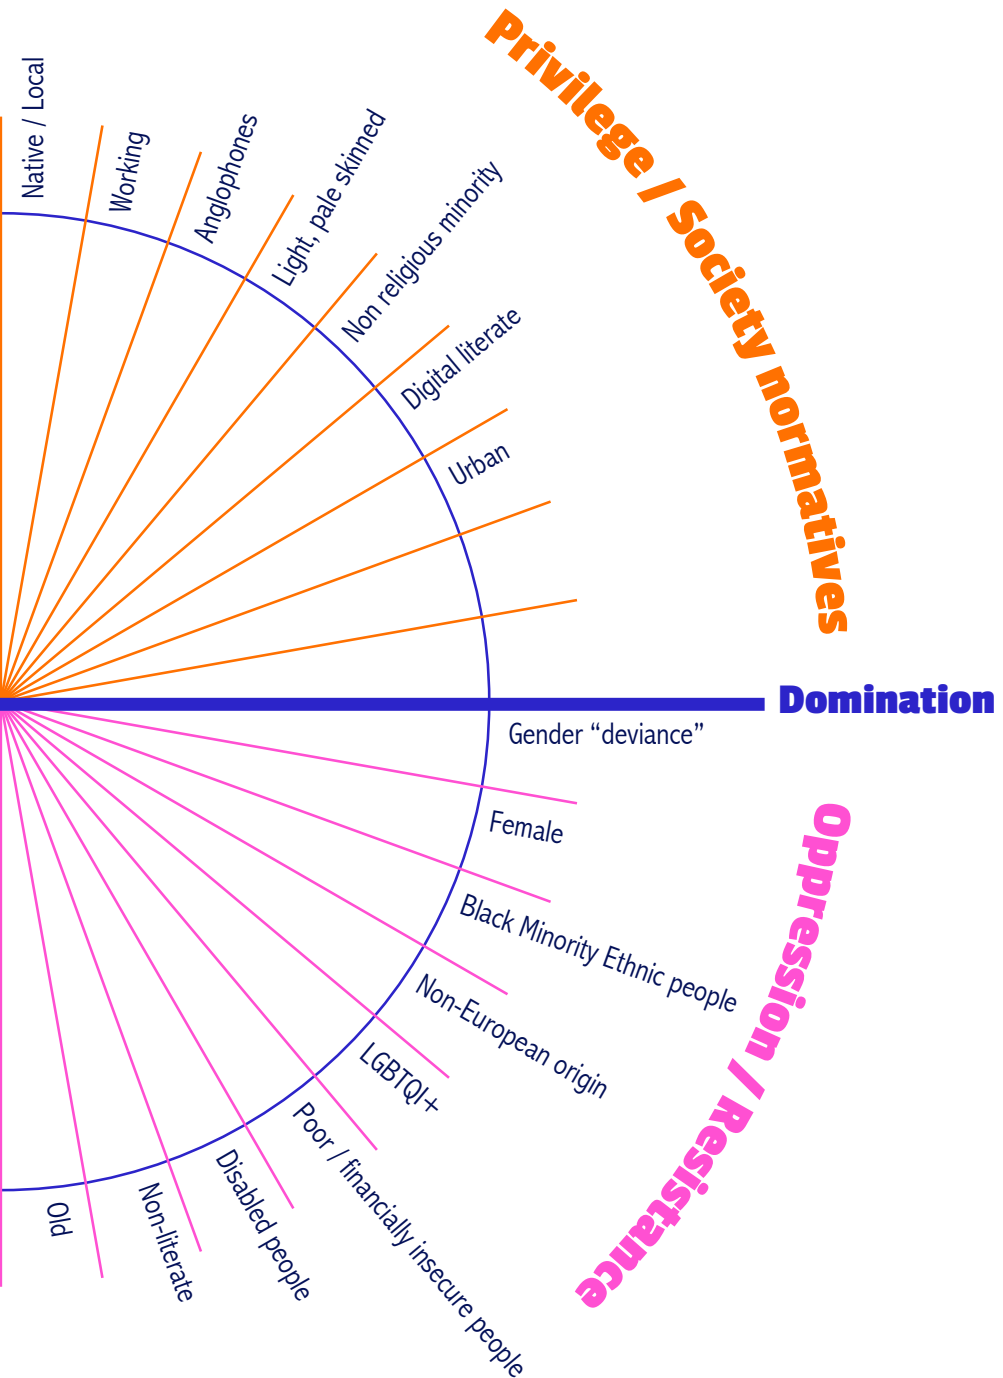 Privilege / Society normatives
Native / Local
Working
Anglophones
Light, pale skinned
Non religious minority
Digital literate
Urban
Domination
Gender “deviance”
Female
Black Minority Ethnic people
Non-European origin
LGBTQI+
Poor / financially insecure people
Disabled people
Non-literate
Old
Oppression // Resistance